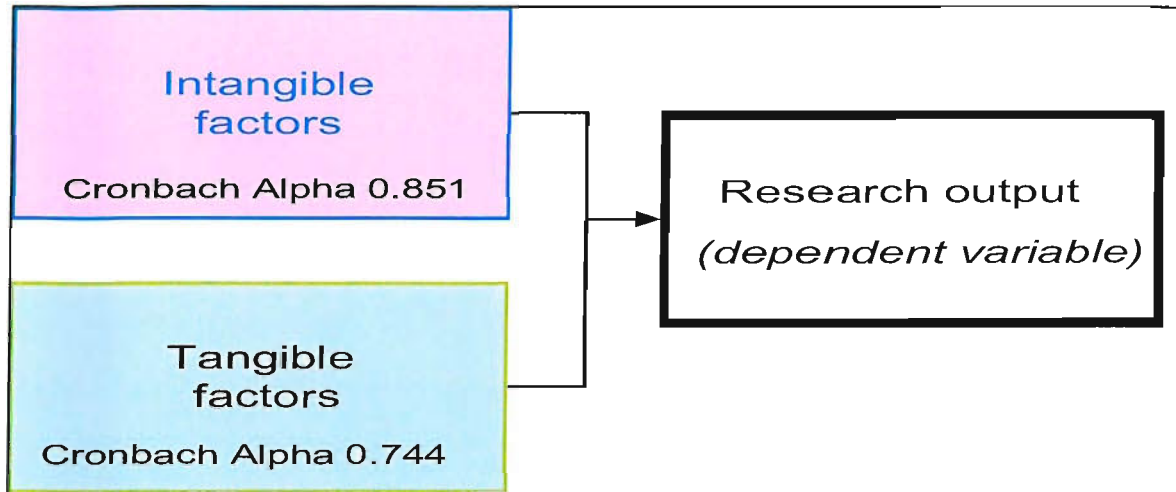 Intangible
factors
Cronbach Alpha 0.851
Research output
(dependent variable)
Tangible
factors
Cronbach Alpha 0.744